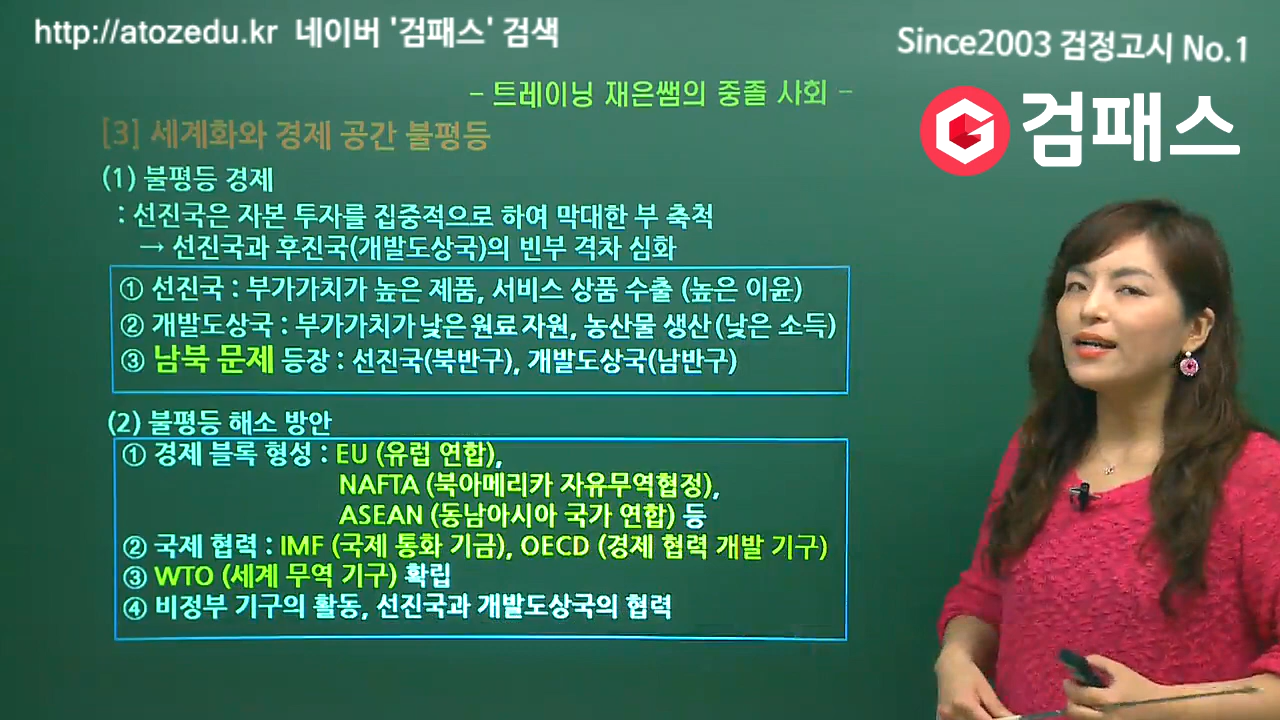 http://atozedu.kr 네이버 '검패스' 검색
Since2003 검정고시 No.1
검패스
- 트레이닝 재은쌤의 중졸 사회 -
[3] 세계화와 경제 공간 불평등
(1) 불평등 경제
: 선진국은 자본 투자를 집중적으로 하여 막대한 부 축척
→ 선진국과 후진국(개발도상국)의 빈부 격차 심화
① 선진국 : 부가가치가 높은 제품, 서비스 상품 수출 (높은 이윤)
② 개발도상국 : 부가가치가 낮은 원료 자원, 농산물 생산 (낮은 소득)
③ 남북 문제 등장 : 선진국(북반구), 개발도상국(남반구)
(2) 불평등 해소 방안
① 경제 블록 형성 : EU (유럽 연합),
NAFTA (북아메리카 자유무역협정),
ASEAN (동남아시아 국가 연합) 등
② 국제 협력 : IMF (국제 통화 기금), OECD (경제 협력 개발 기구)
③ WTO (세계 무역 기구) 확립
④ 비정부 기구의 활동, 선진국과 개발도상국의 협력